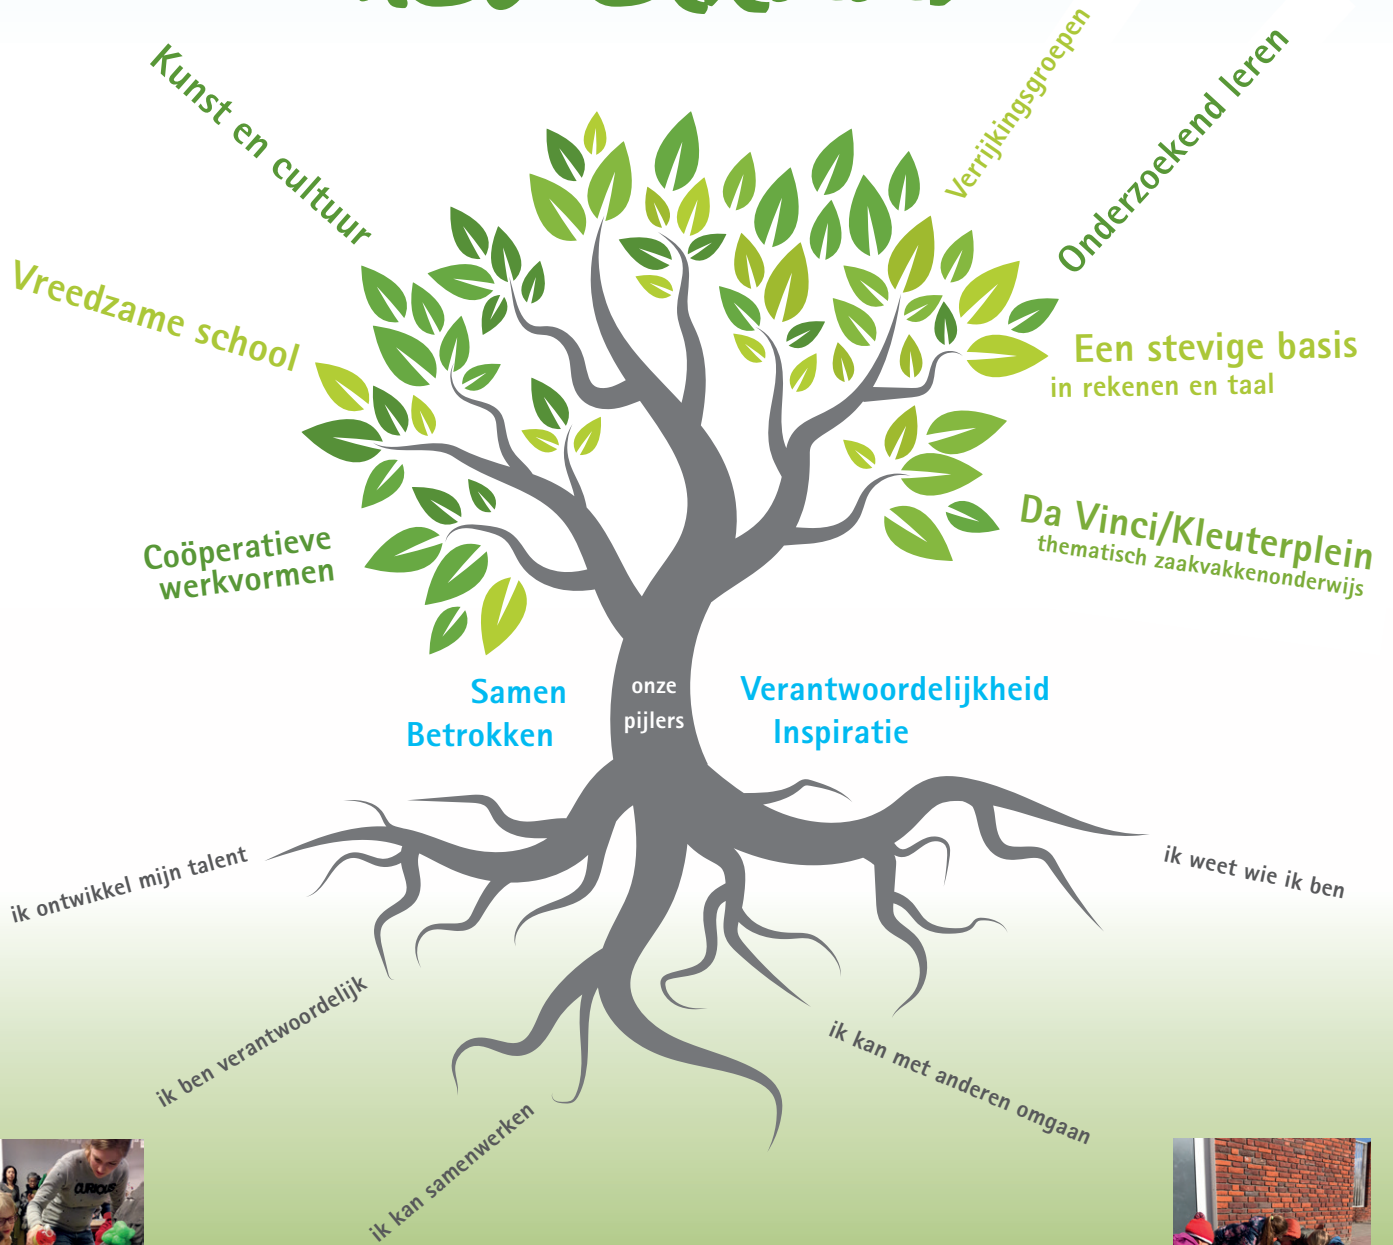 Kunst en cultuur
Verrijkingsgroepen
Onderzoekend leren
Vreedzame school
Een stevige basis
in rekenen en taal
Coöperatieve
werkvormen
Da Vinci/Kleuterplein
thematisch zaakvakkenonderwijs
Samen
Betrokken
onze
pijlers
Verantwoordelijkheid
Inspiratie
ik ontwikkel mijn talent
ik weet wie ik ben
ik ben verantwoordelijk
ik kan met anderen omgaan
ik kan samenwerken
CURIOUS